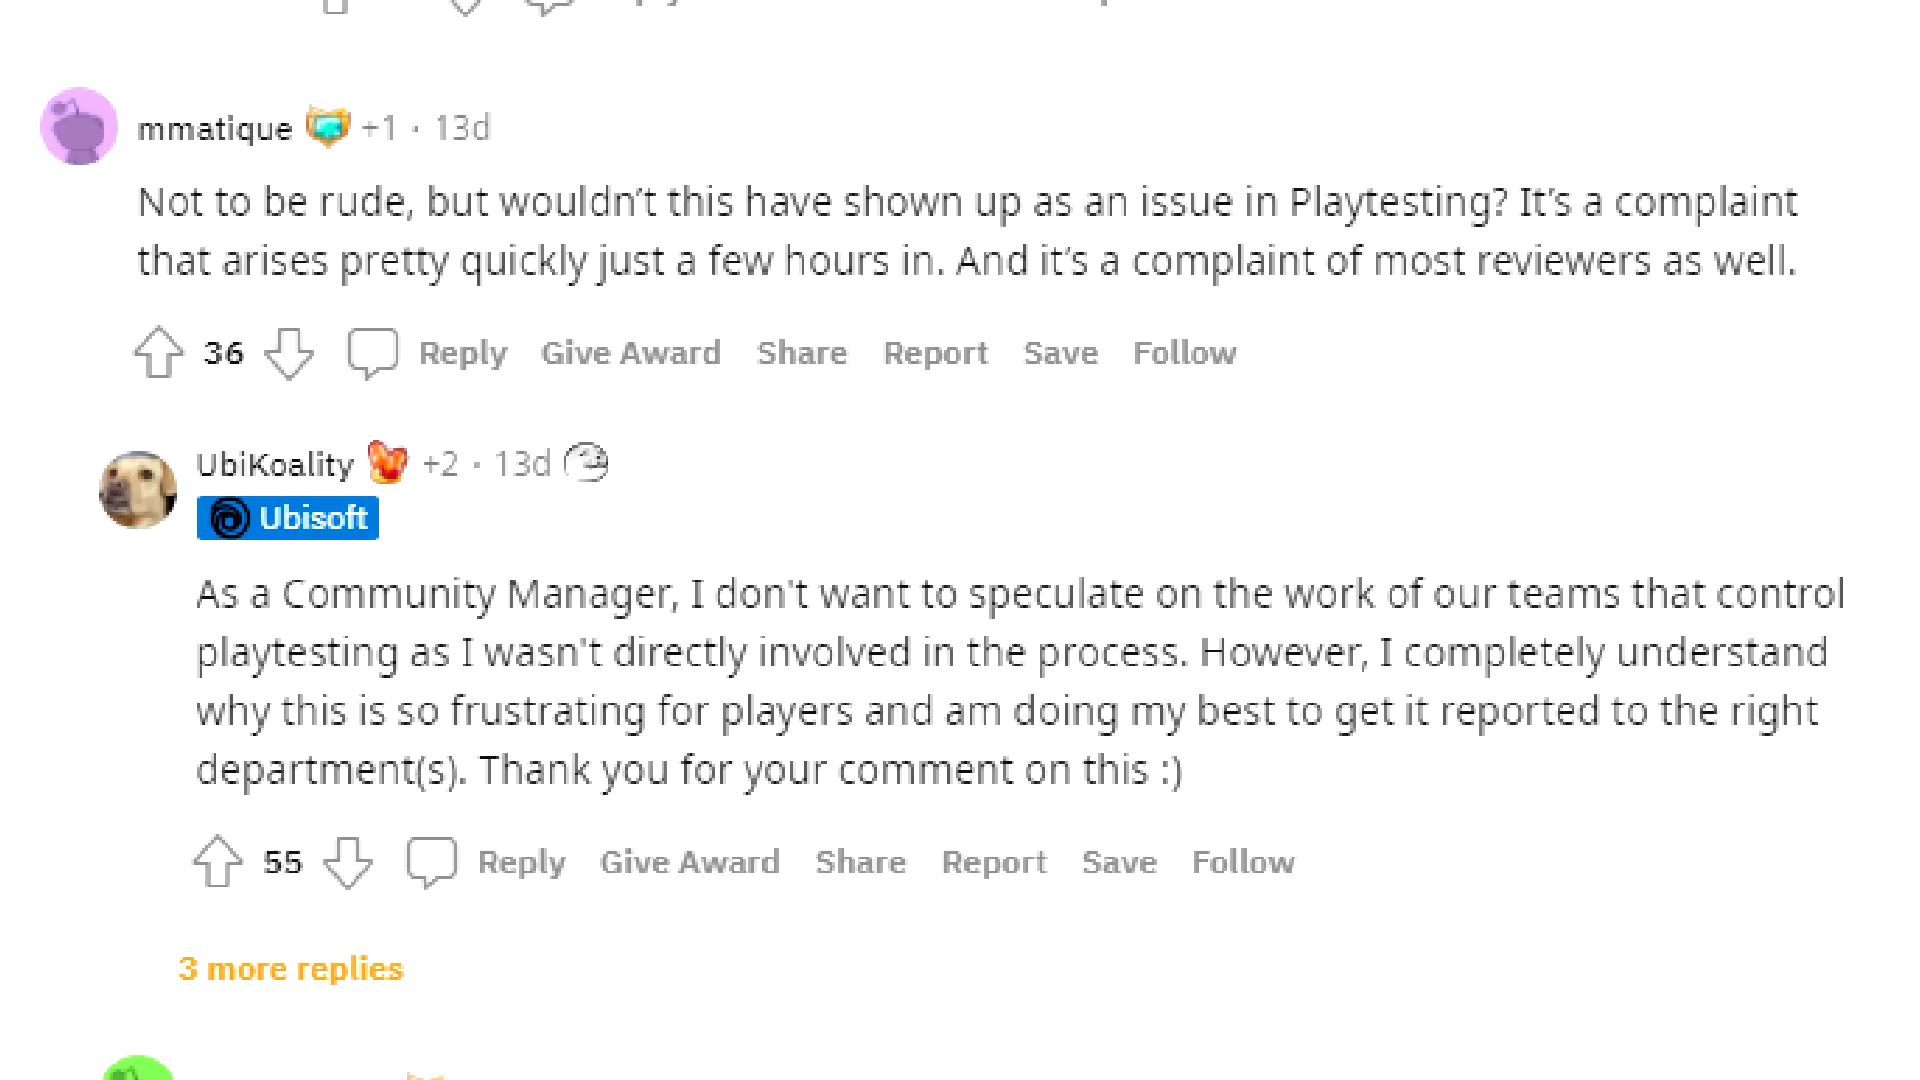 mmatique +1 · 13d
Not to be rude, but wouldn't this have shown up as an issue in Playtesting? It's a complaint
that arises pretty quickly just a few hours in. And it's a complaint of most reviewers as well.
36 Reply Give Award Share Report Save Follow
UbiKoality +2 · 13d
Ubisoft
As a Community Manager, I don't want to speculate on the work of our teams that control
playtesting as I wasn't directly involved in the process. However, I completely understand
why this is so frustrating for players and am doing my best to get it reported to the right
department(s). Thank you for your comment on this :)
55 Reply Give Award Share Report Save Follow
3 more replies